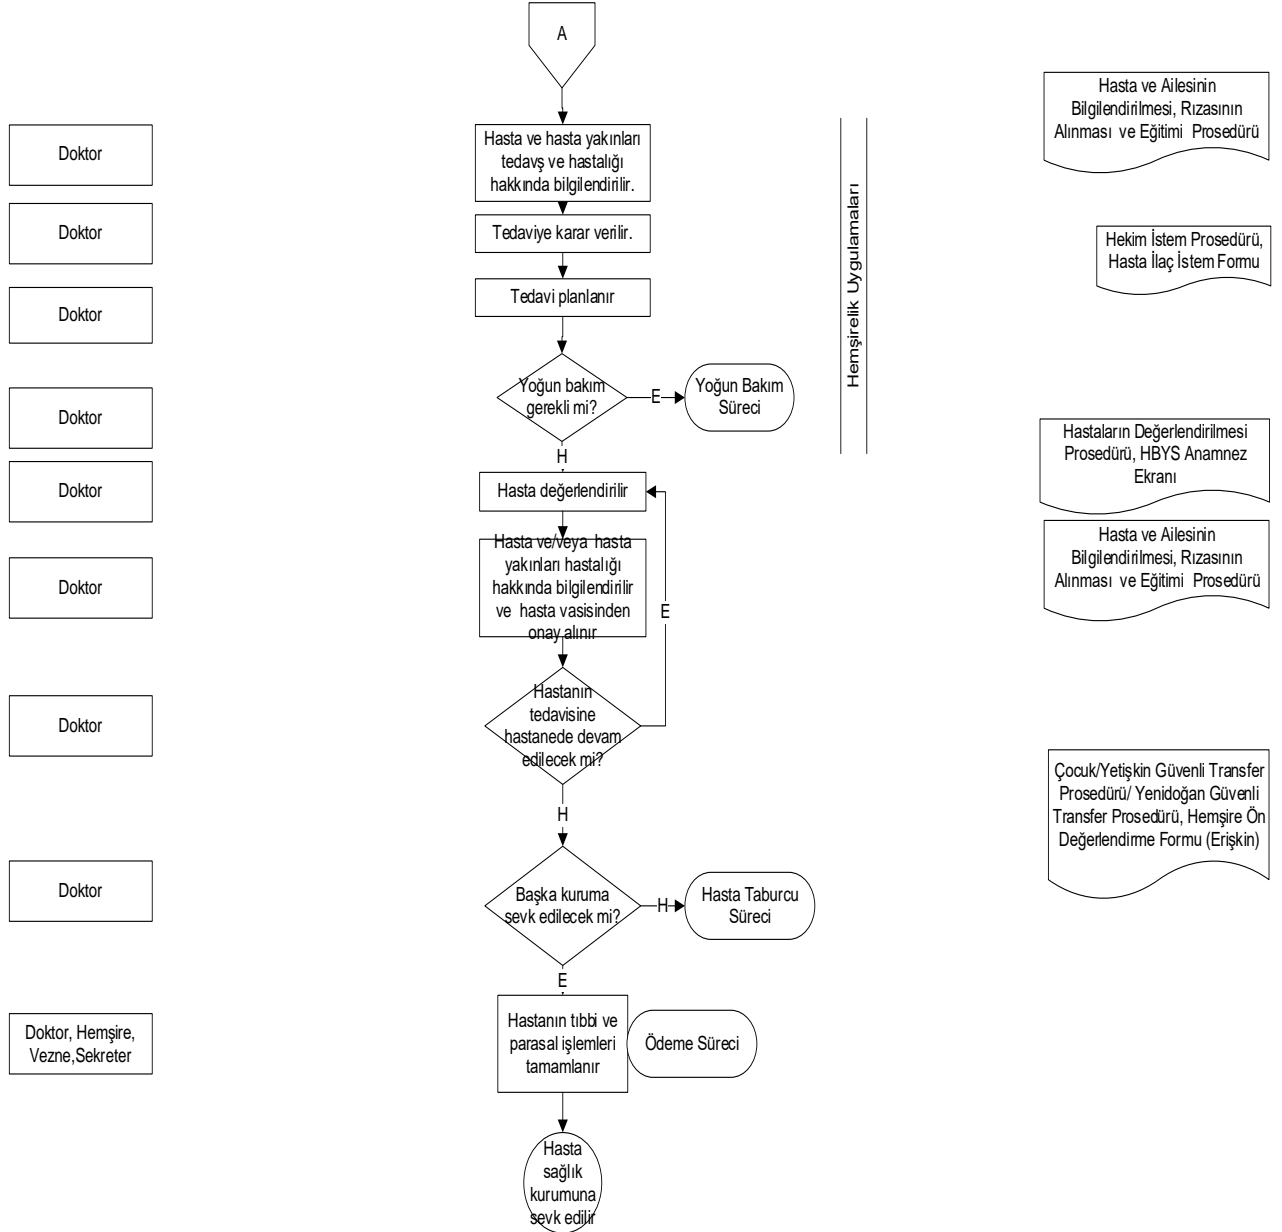 A
Doktor
Hasta ve hasta yakınları
tedavş ve hastalığı
hakkında bilgilendirilir.
Hasta ve Ailesinin
Bilgilendirilmesi, Rızasının
Alınması ve Eğitimi Prosedürü
Hemşirelik Uygulamaları
Doktor
Tedaviye karar verilir.
Hekim İstem Prosedürü,
Hasta İlaç İstem Formu
Doktor
Tedavi planlanır
Doktor
Yoğun bakım
gerekli mi?
E
Yoğun Bakım
Süreci
H
Hastaların Değerlendirilmesi
Prosedürü, HBYS Anamnez
Ekranı
Doktor
Hasta değerlendirilir
Doktor
Hasta ve/veya hasta
yakınları hastalığı
hakkında bilgilendirilir
ve hasta vasisinden
onay alınır
E
Hasta ve Ailesinin
Bilgilendirilmesi, Rızasının
Alınması ve Eğitimi Prosedürü
Doktor
Hastanın
tedavisine
hastanede devam
edilecek mi?
H
Çocuk/Yetişkin Güvenli Transfer
Prosedürü/ Yenidoğan Güvenli
Transfer Prosedürü, Hemşire Ön
Değerlendirme Formu (Erişkin)
Doktor
Başka kuruma
sevk edilecek mi?
H
Hasta Taburcu
Süreci
E
Doktor, Hemşire,
Vezne,Sekreter
Hastanın tıbbi ve
parasal işlemleri
tamamlanır
Ödeme Süreci
Hasta
sağlık
kurumuna
sevk edilir